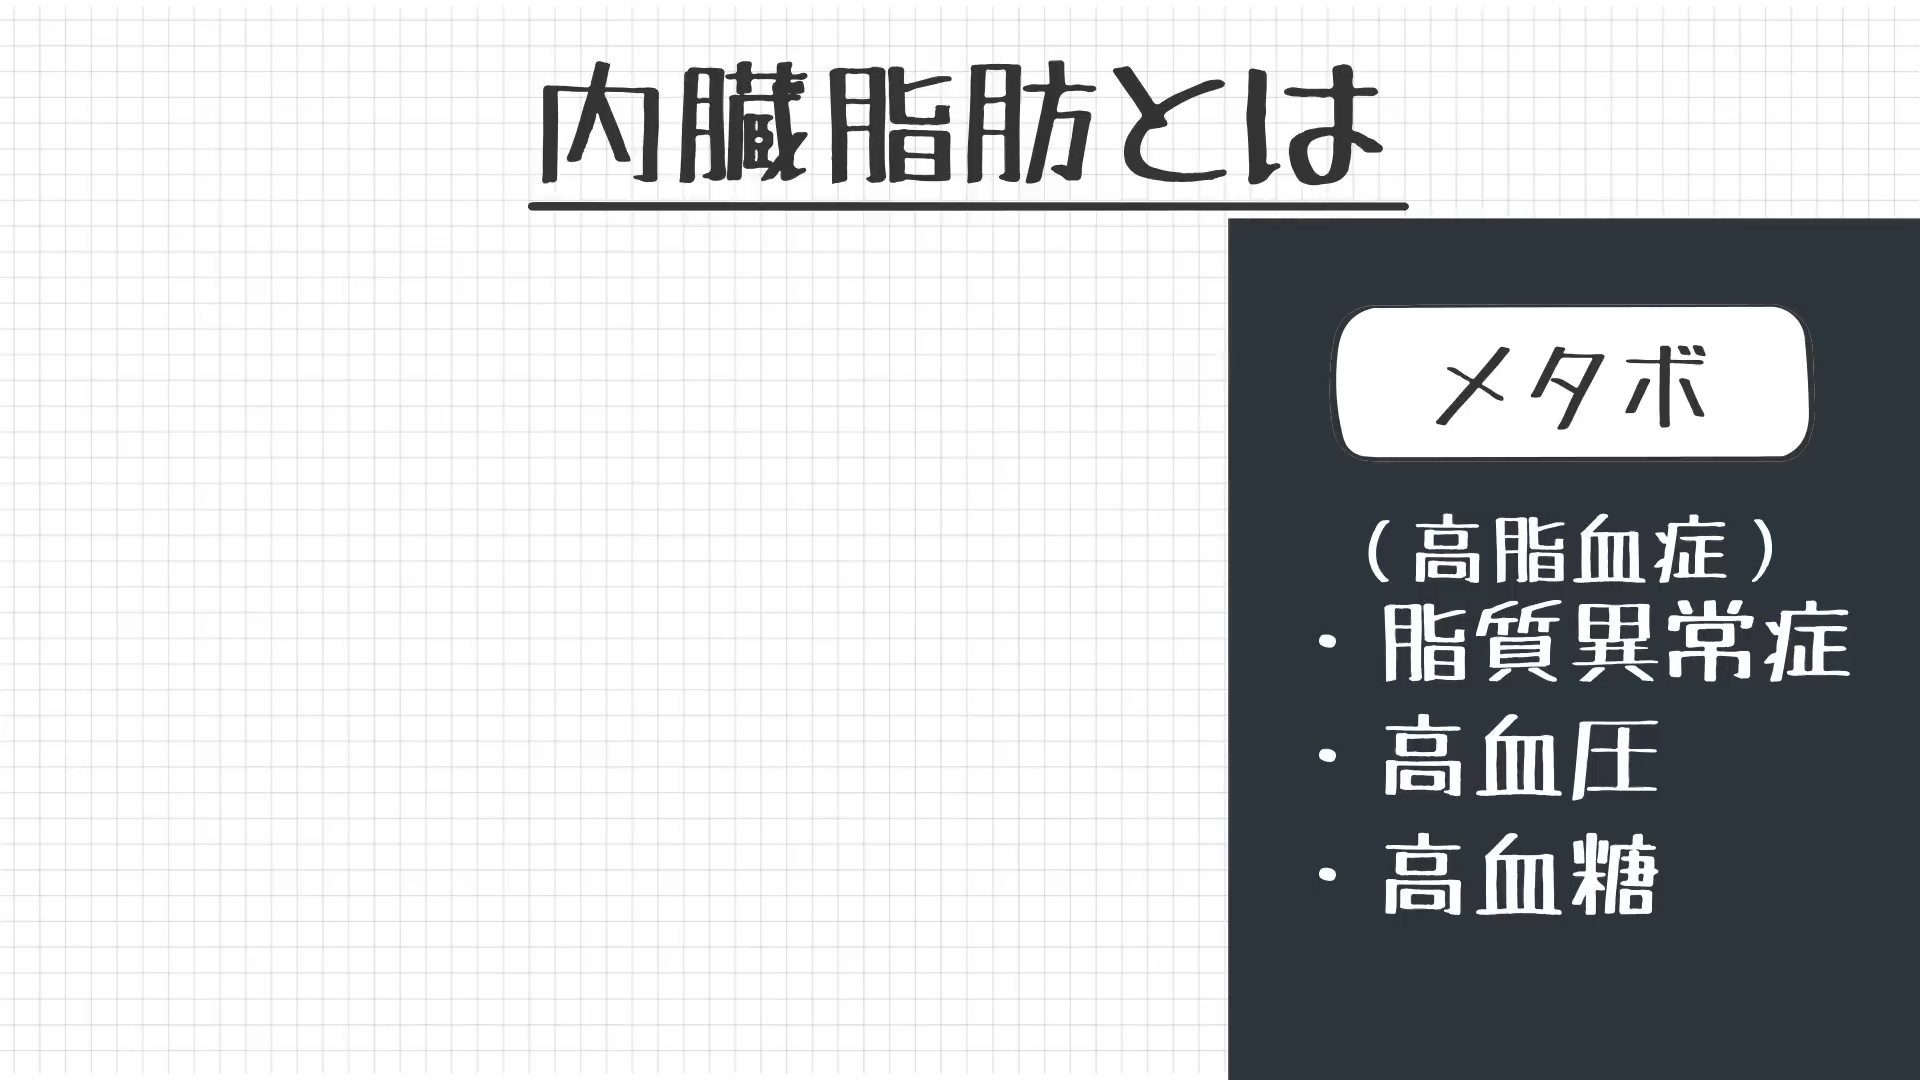 内臓脂肪とは
メタボ
(高脂血症)
・脂質異常症
・高血圧
・高血糖